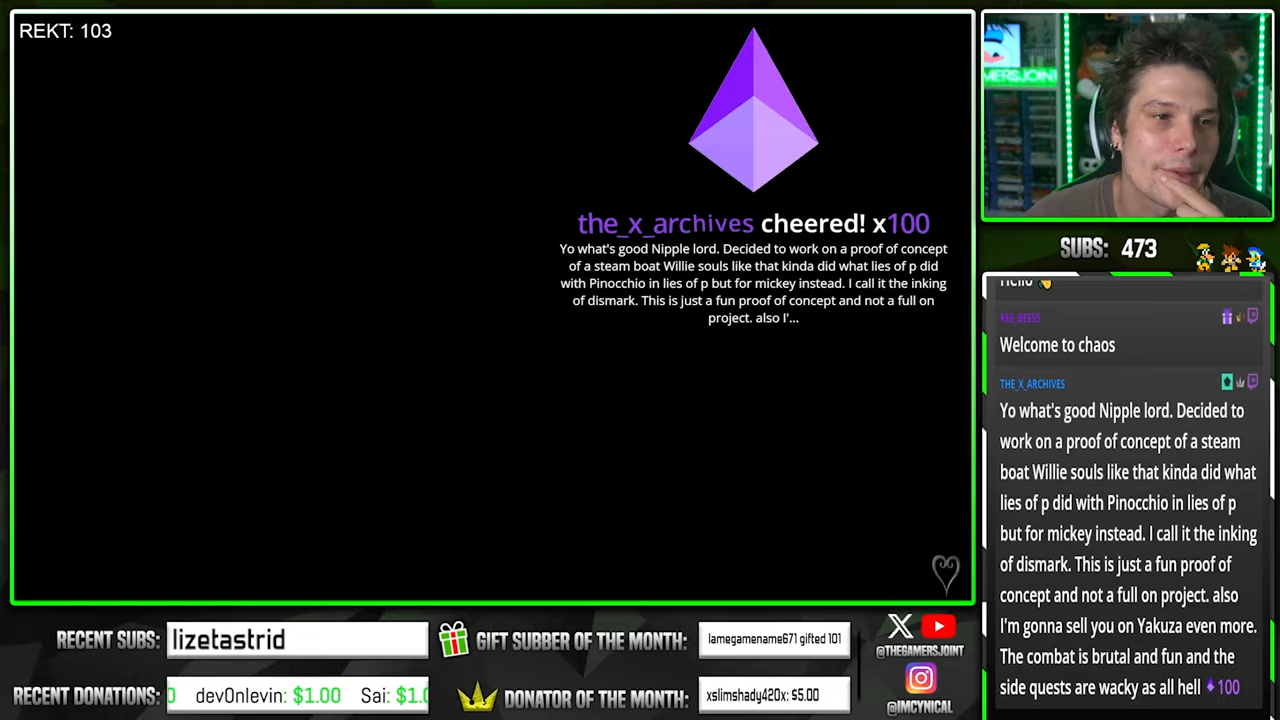 REKT: 103
the_x_archives cheered! x100
Yo what's good Nipple lord. Decided to work on a proof of concept
of a steam boat Willie souls like that kinda did what lies of p did
with Pinocchio in lies of p but for mickey instead. I call it the inking
of dismark. This is just a fun proof of concept and not a full on
project. also I'...
SUBS: 473
Hello
REE_BEEKS
Welcome to chaos
THE_X_ARCHIVES
Yo what's good Nipple lord. Decided to
work on a proof of concept of a steam
boat Willie souls like that kinda did what
lies of p did with Pinocchio in lies of p
but for mickey instead. I call it the inking
of dismark. This is just a fun proof of
concept and not a full on project. also
I'm gonna sell you on Yakuza even more.
The combat is brutal and fun and the
side quests are wacky as all hell 100
RECENT SUBS: lizetastrid
GIFT SUBBER OF THE MONTH: lamegamename671 gifted 101
@THEGAMERSJOINT
RECENT DONATIONS: 0 dev0nlevin: $1.00 Sai: $1.0
DONATOR OF THE MONTH: xslimshady420x: $5.00
@IMCYNICAL